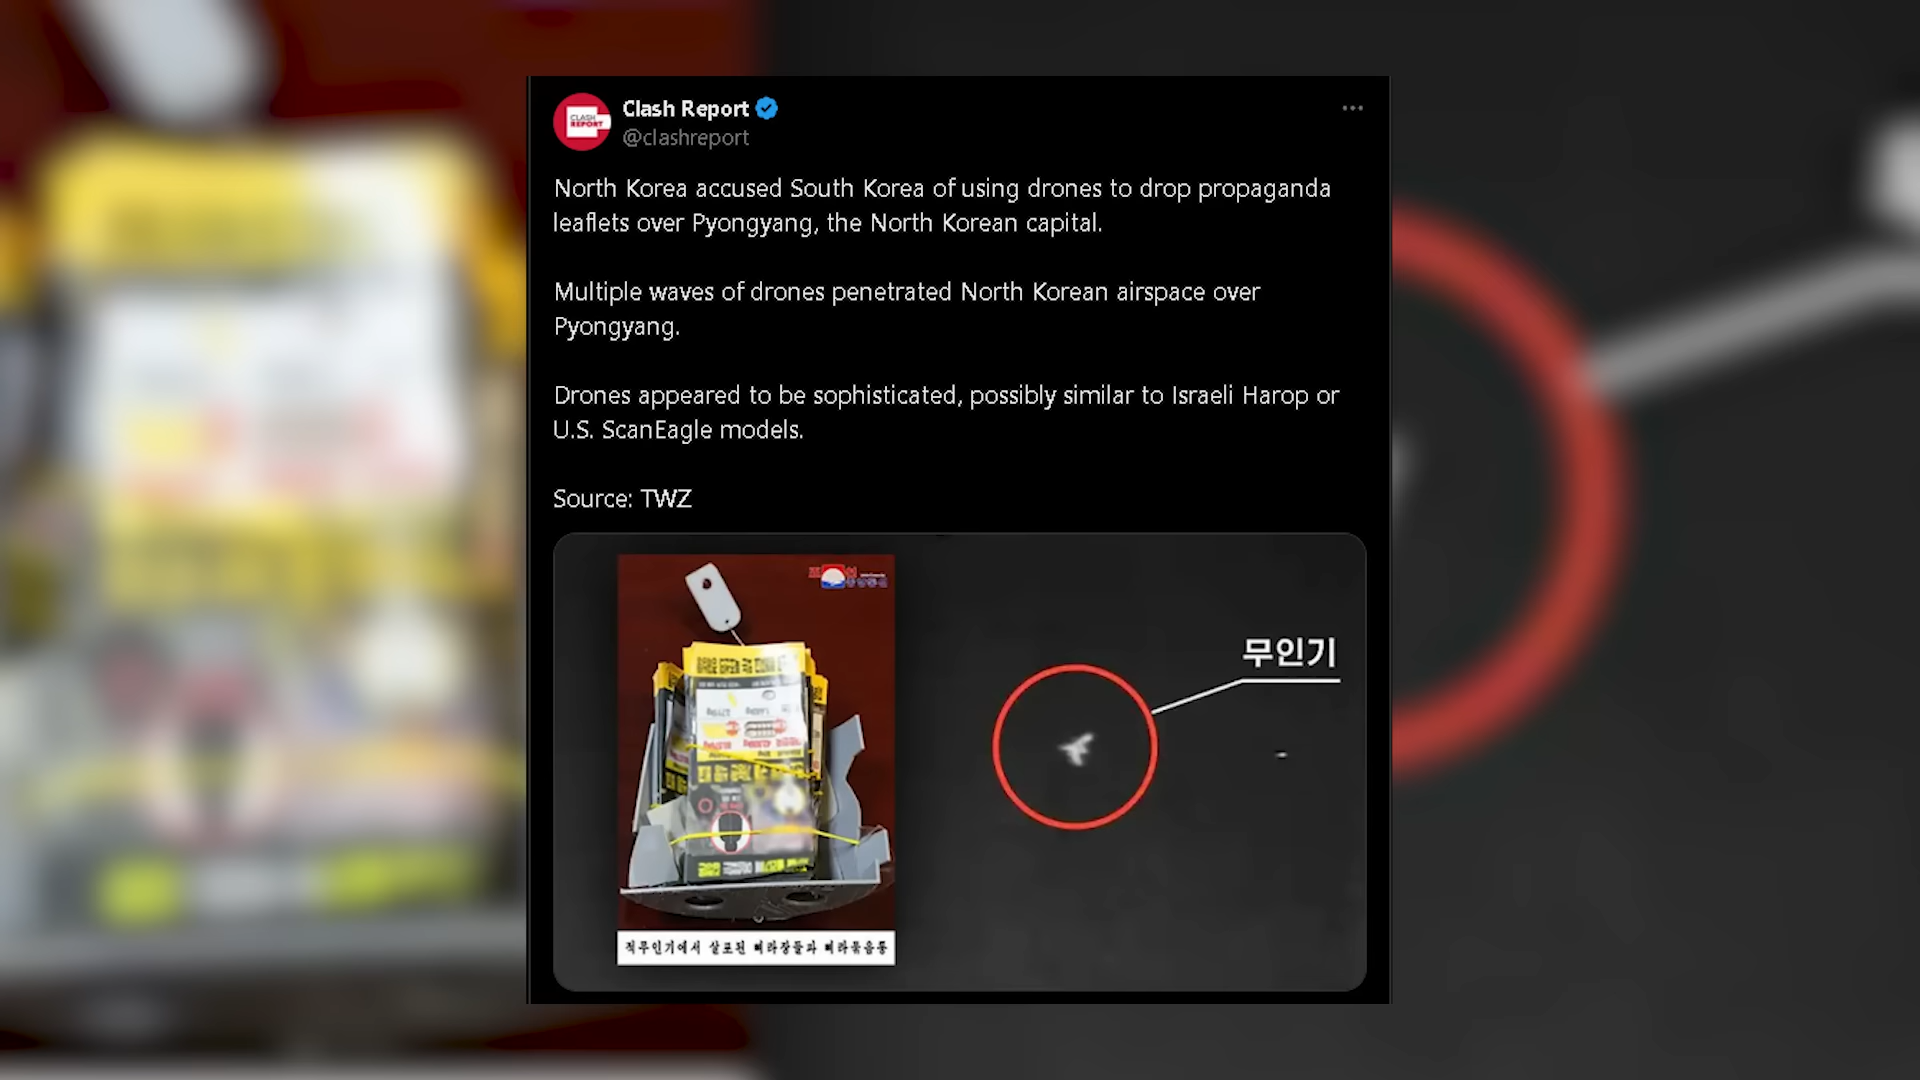 Clash Report
@clashreport
CLASH
REPORT
North Korea accused South Korea of using drones to drop propaganda
leaflets over Pyongyang, the North Korean capital.
Multiple waves of drones penetrated North Korean airspace over
Pyongyang.
Drones appeared to be sophisticated, possibly similar to Israeli Harop or
U.S. ScanEagle models.
Source: TWZ
무인기
적무인기에서 살포된 삐라장들과 삐라묶음통